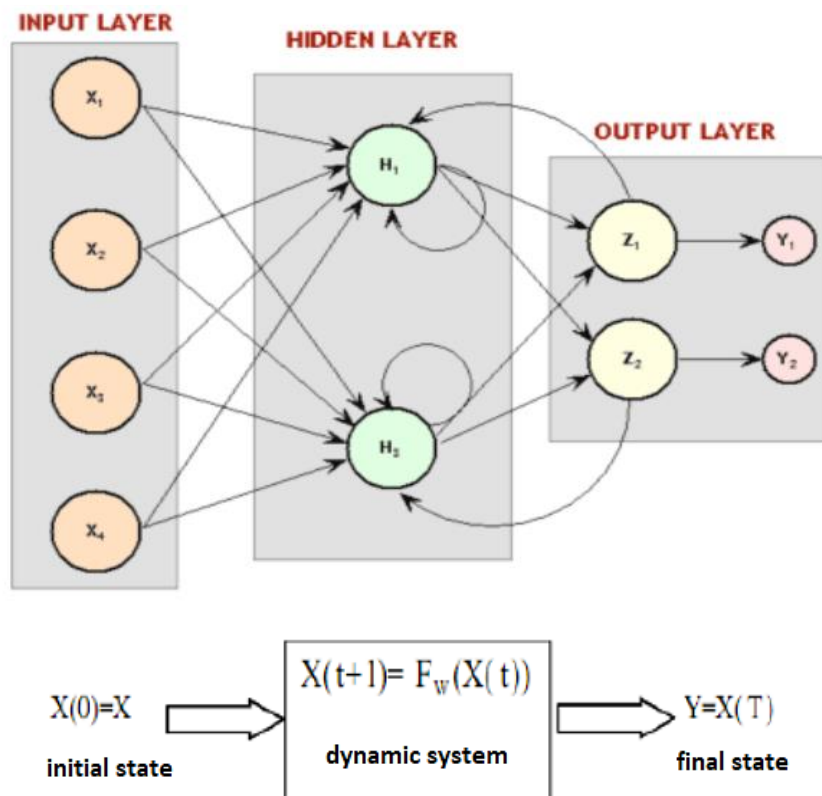 INPUT LAYER
HIDDEN LAYER
OUTPUT LAYER
X₁
X₂
X₃
X₄
H₁
H₂
Z₁
Z₂
Y₁
Y₂
X(0)=X
initial state
X(t+1)= F_W(X(t))
dynamic system
Y=X(T)
final state